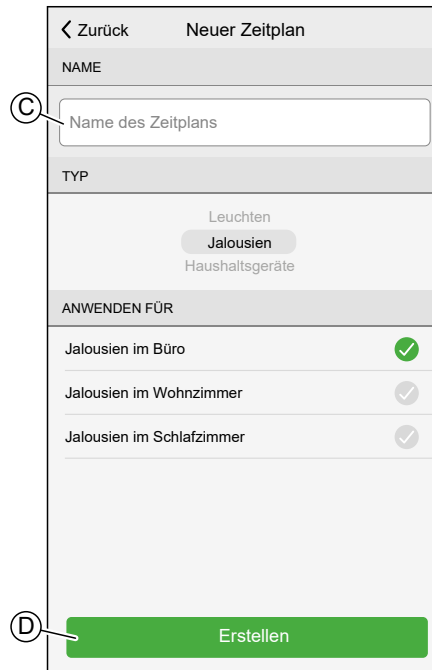 Zurück Neuer Zeitplan
NAME
C
Name des Zeitplans
TYP
Leuchten
Jalousien
Haushaltsgeräte
ANWENDEN FÜR
Jalousien im Büro
Jalousien im Wohnzimmer
Jalousien im Schlafzimmer
D
Erstellen